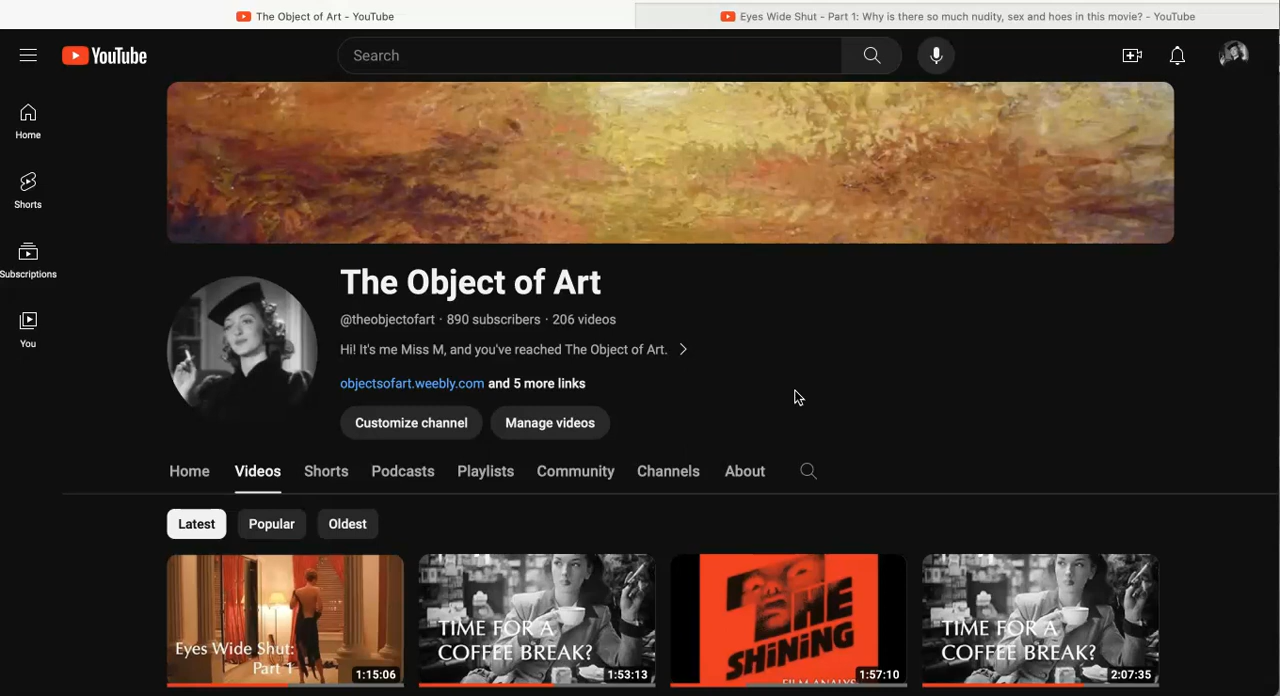 The Object of Art - YouTube
Eyes Wide Shut - Part 1: Why is there so much nudity, sex and hoes in this movie? - YouTube
YouTube
Search
Home
Shorts
Subscriptions
You
The Object of Art
@theobjectofart · 890 subscribers · 206 videos
Hi! It's me Miss M, and you've reached The Object of Art.
objectsofart.weebly.com and 5 more links
Customize channel Manage videos
Home Videos Shorts Podcasts Playlists Community Channels About
Latest Popular Oldest
Eyes Wide Shut:
Part 1
1:15:06
TIME FOR A
COFFEE BREAK?
1:53:13
THE
SHiNiNG
FILM ANALYS
1:57:10
TIME FOR A
COFFEE BREAK?
2:07:35